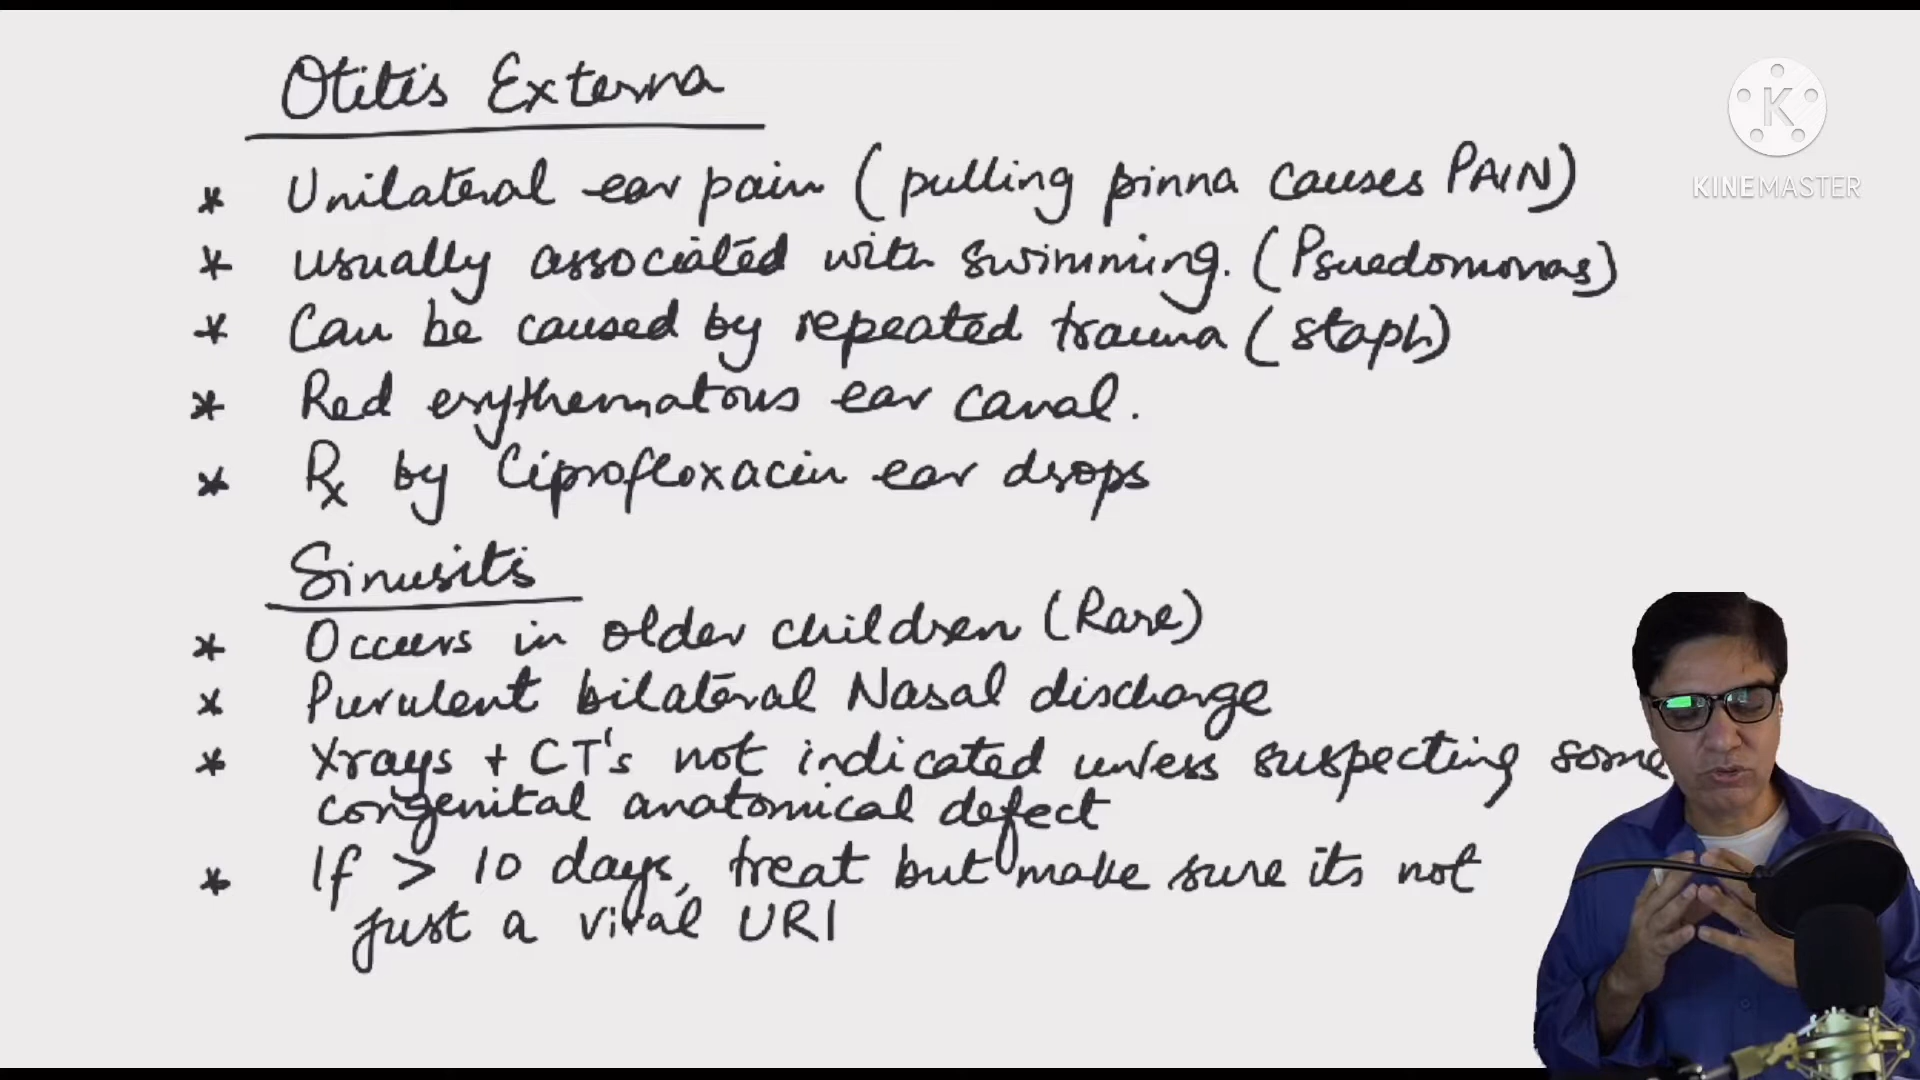 Otitis Externa
* Unilateral ear pain (pulling pinna causes PAIN)
* usually associated with swimming. (Psuedomonas)
* Can be caused by repeated trauma (staph)
* Red erythematous ear canal.
* Rx by Ciprofloxacin ear drops
Sinusits
* Occurs in older children (Rare)
* Purulent bilateral Nasal discharge
* Xrays + CT's not indicated unless suspecting some
congenital anatomical defect
* If > 10 days, treat but make sure its not
just a viral URI
K
KINEMASTER